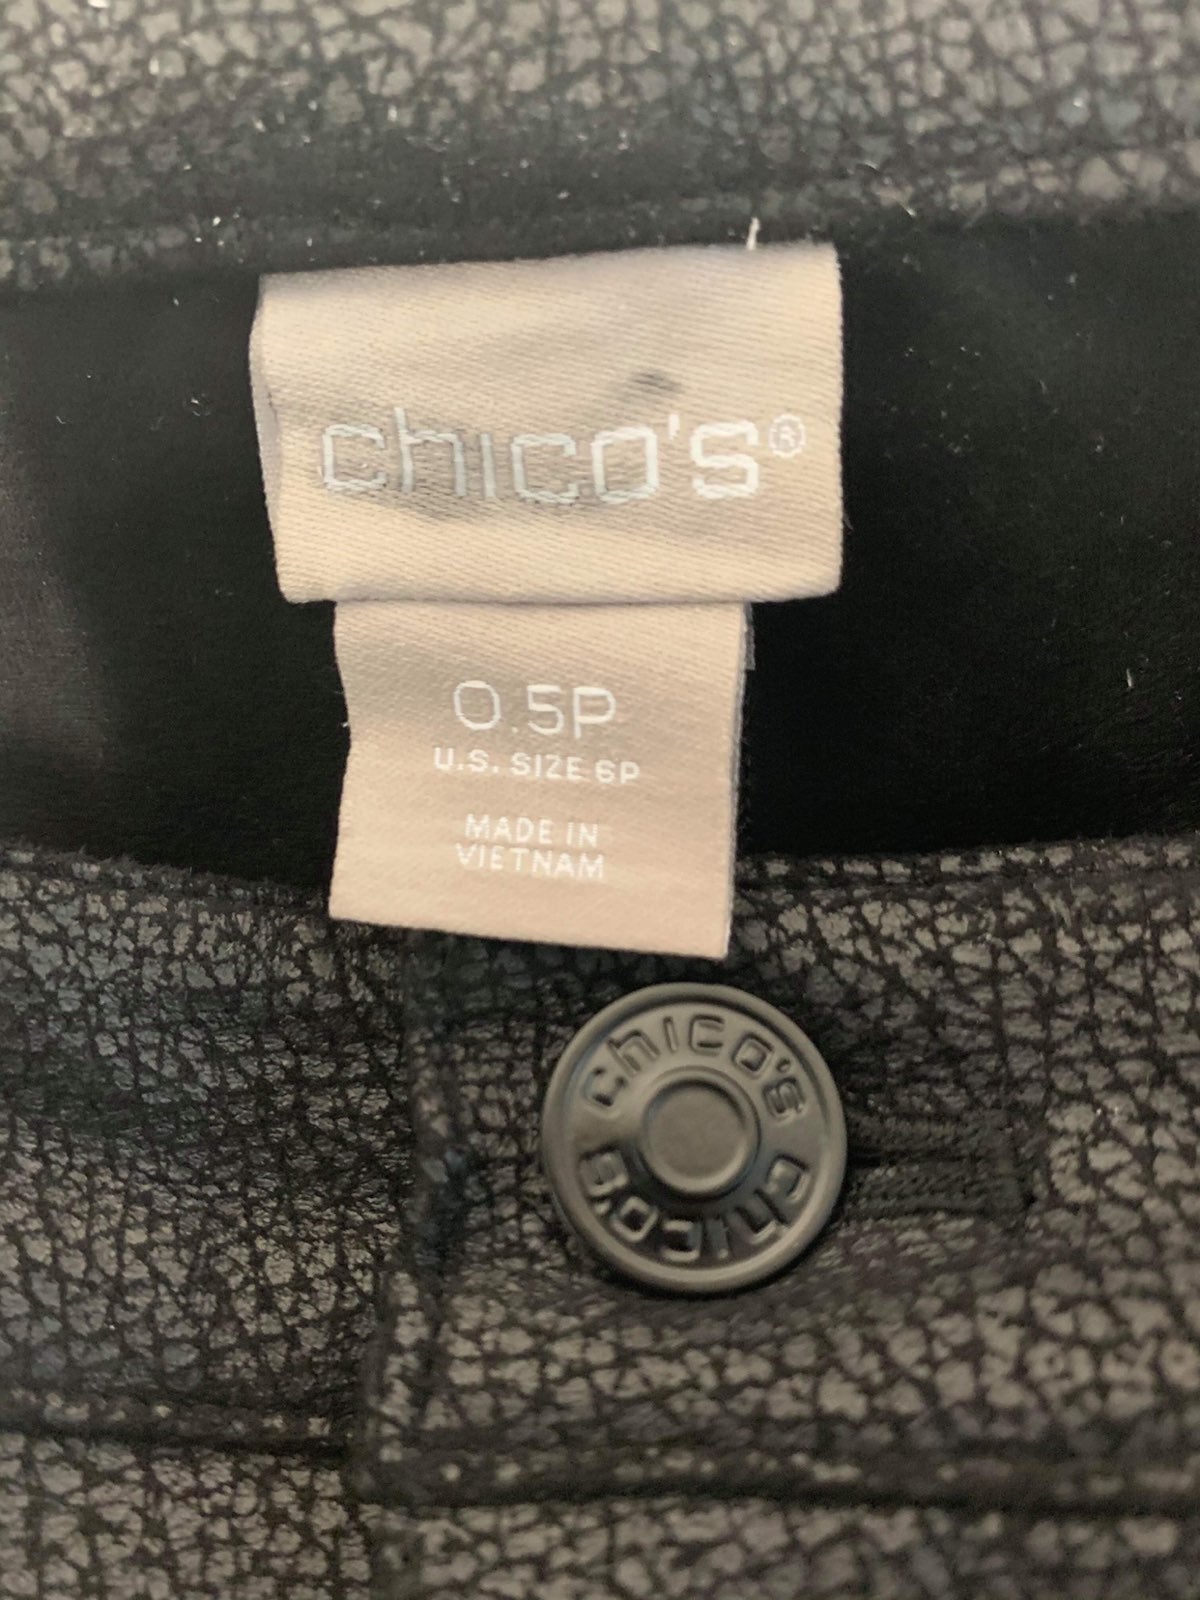 chico's®
0.5P
U.S. SIZE 6P
MADE IN
VIETNAM
chico's chico's